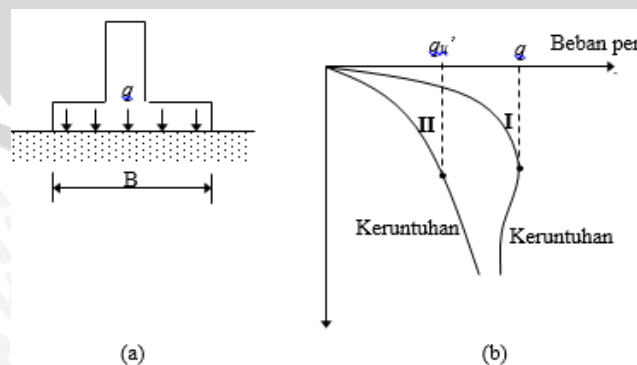 q
B
(a)
qu' q Beban per
II I
Keruntuhan Keruntuhan
(b)